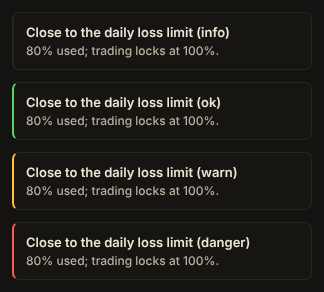 Close to the daily loss limit (info)
80% used; trading locks at 100%.
Close to the daily loss limit (ok)
80% used; trading locks at 100%.
Close to the daily loss limit (warn)
80% used; trading locks at 100%.
Close to the daily loss limit (danger)
80% used; trading locks at 100%.